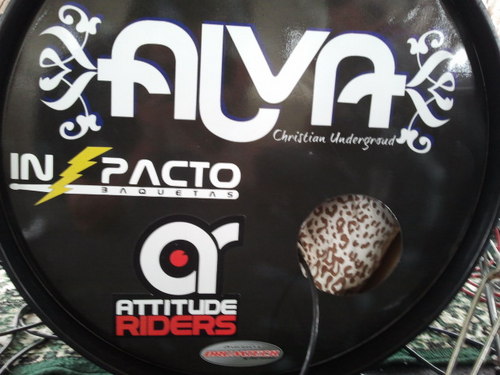 ALVA
Christian Undergroud
IN PACTO
BAQUETAS
ar
ATTITUDE
RIDERS